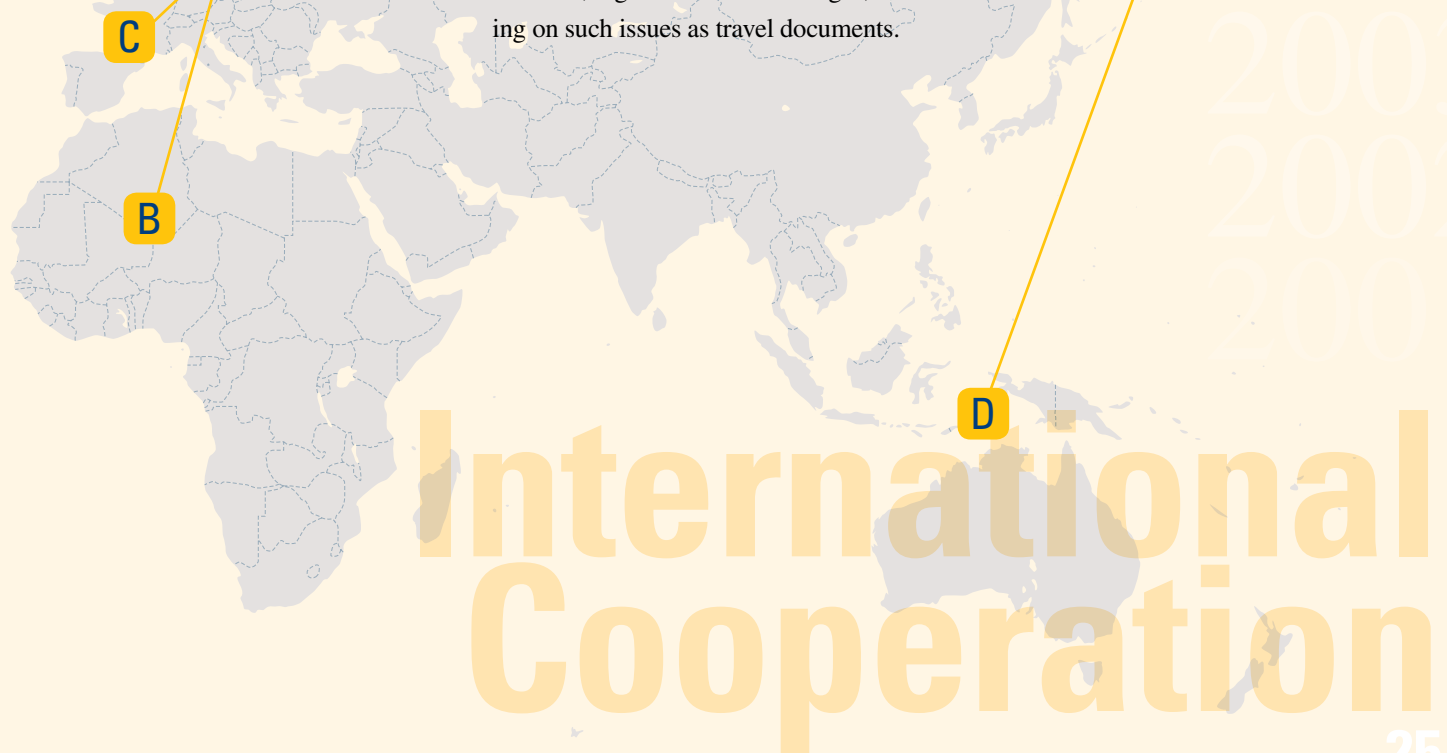 ing on such issues as travel documents.
C
B
D
International
Cooperation